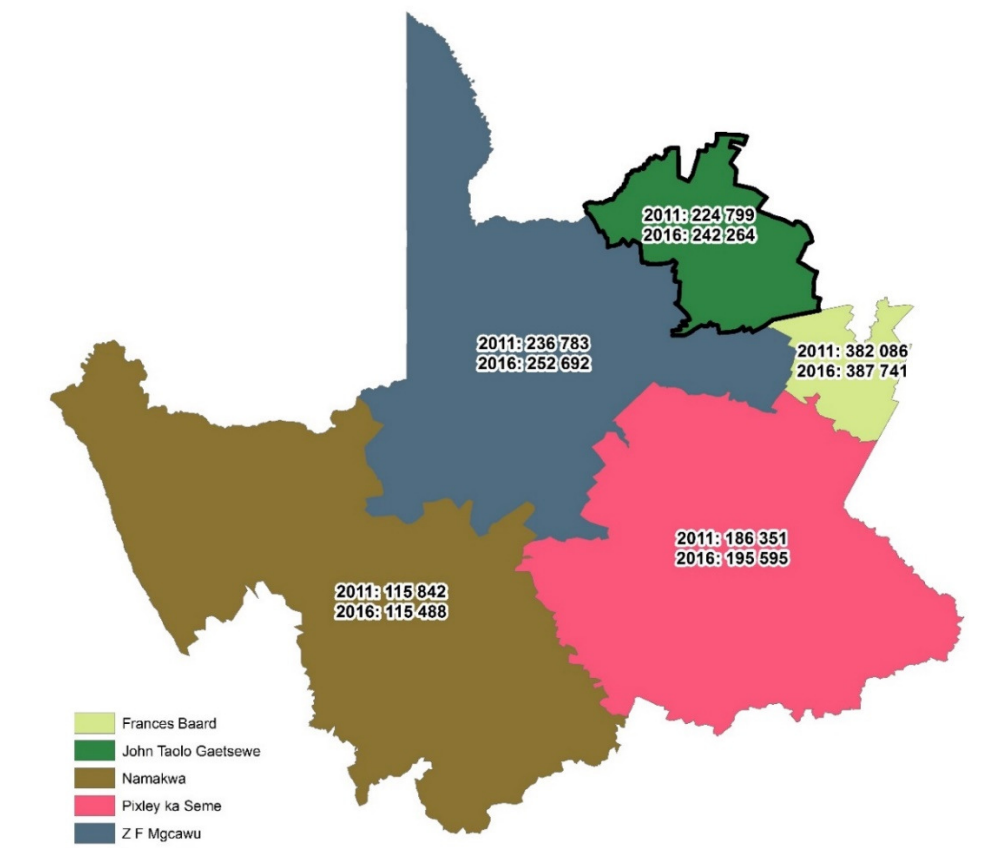 2011: 224 799
2016: 242 264
2011: 236 783
2016: 252 692
2011: 382 086
2016: 387 741
2011: 186 351
2016: 195 595
2011: 115 842
2016: 115 488
Frances Baard
John Taolo Gaetsewe
Namakwa
Pixley ka Seme
Z F Mgcawu